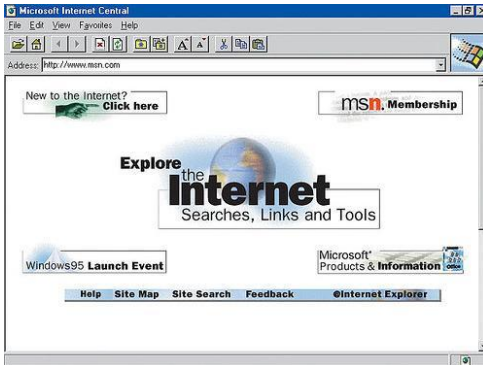 Microsoft Internet Central
File Edit View Favorites Help
A A
Address: http://www.msn.com
New to the Internet?
Click here
msn. Membership
Explore
the
Internet
Searches, Links and Tools
Windows95 Launch Event
Microsoft®
Products & Information
Office
Help Site Map Site Search Feedback @Internet Explorer